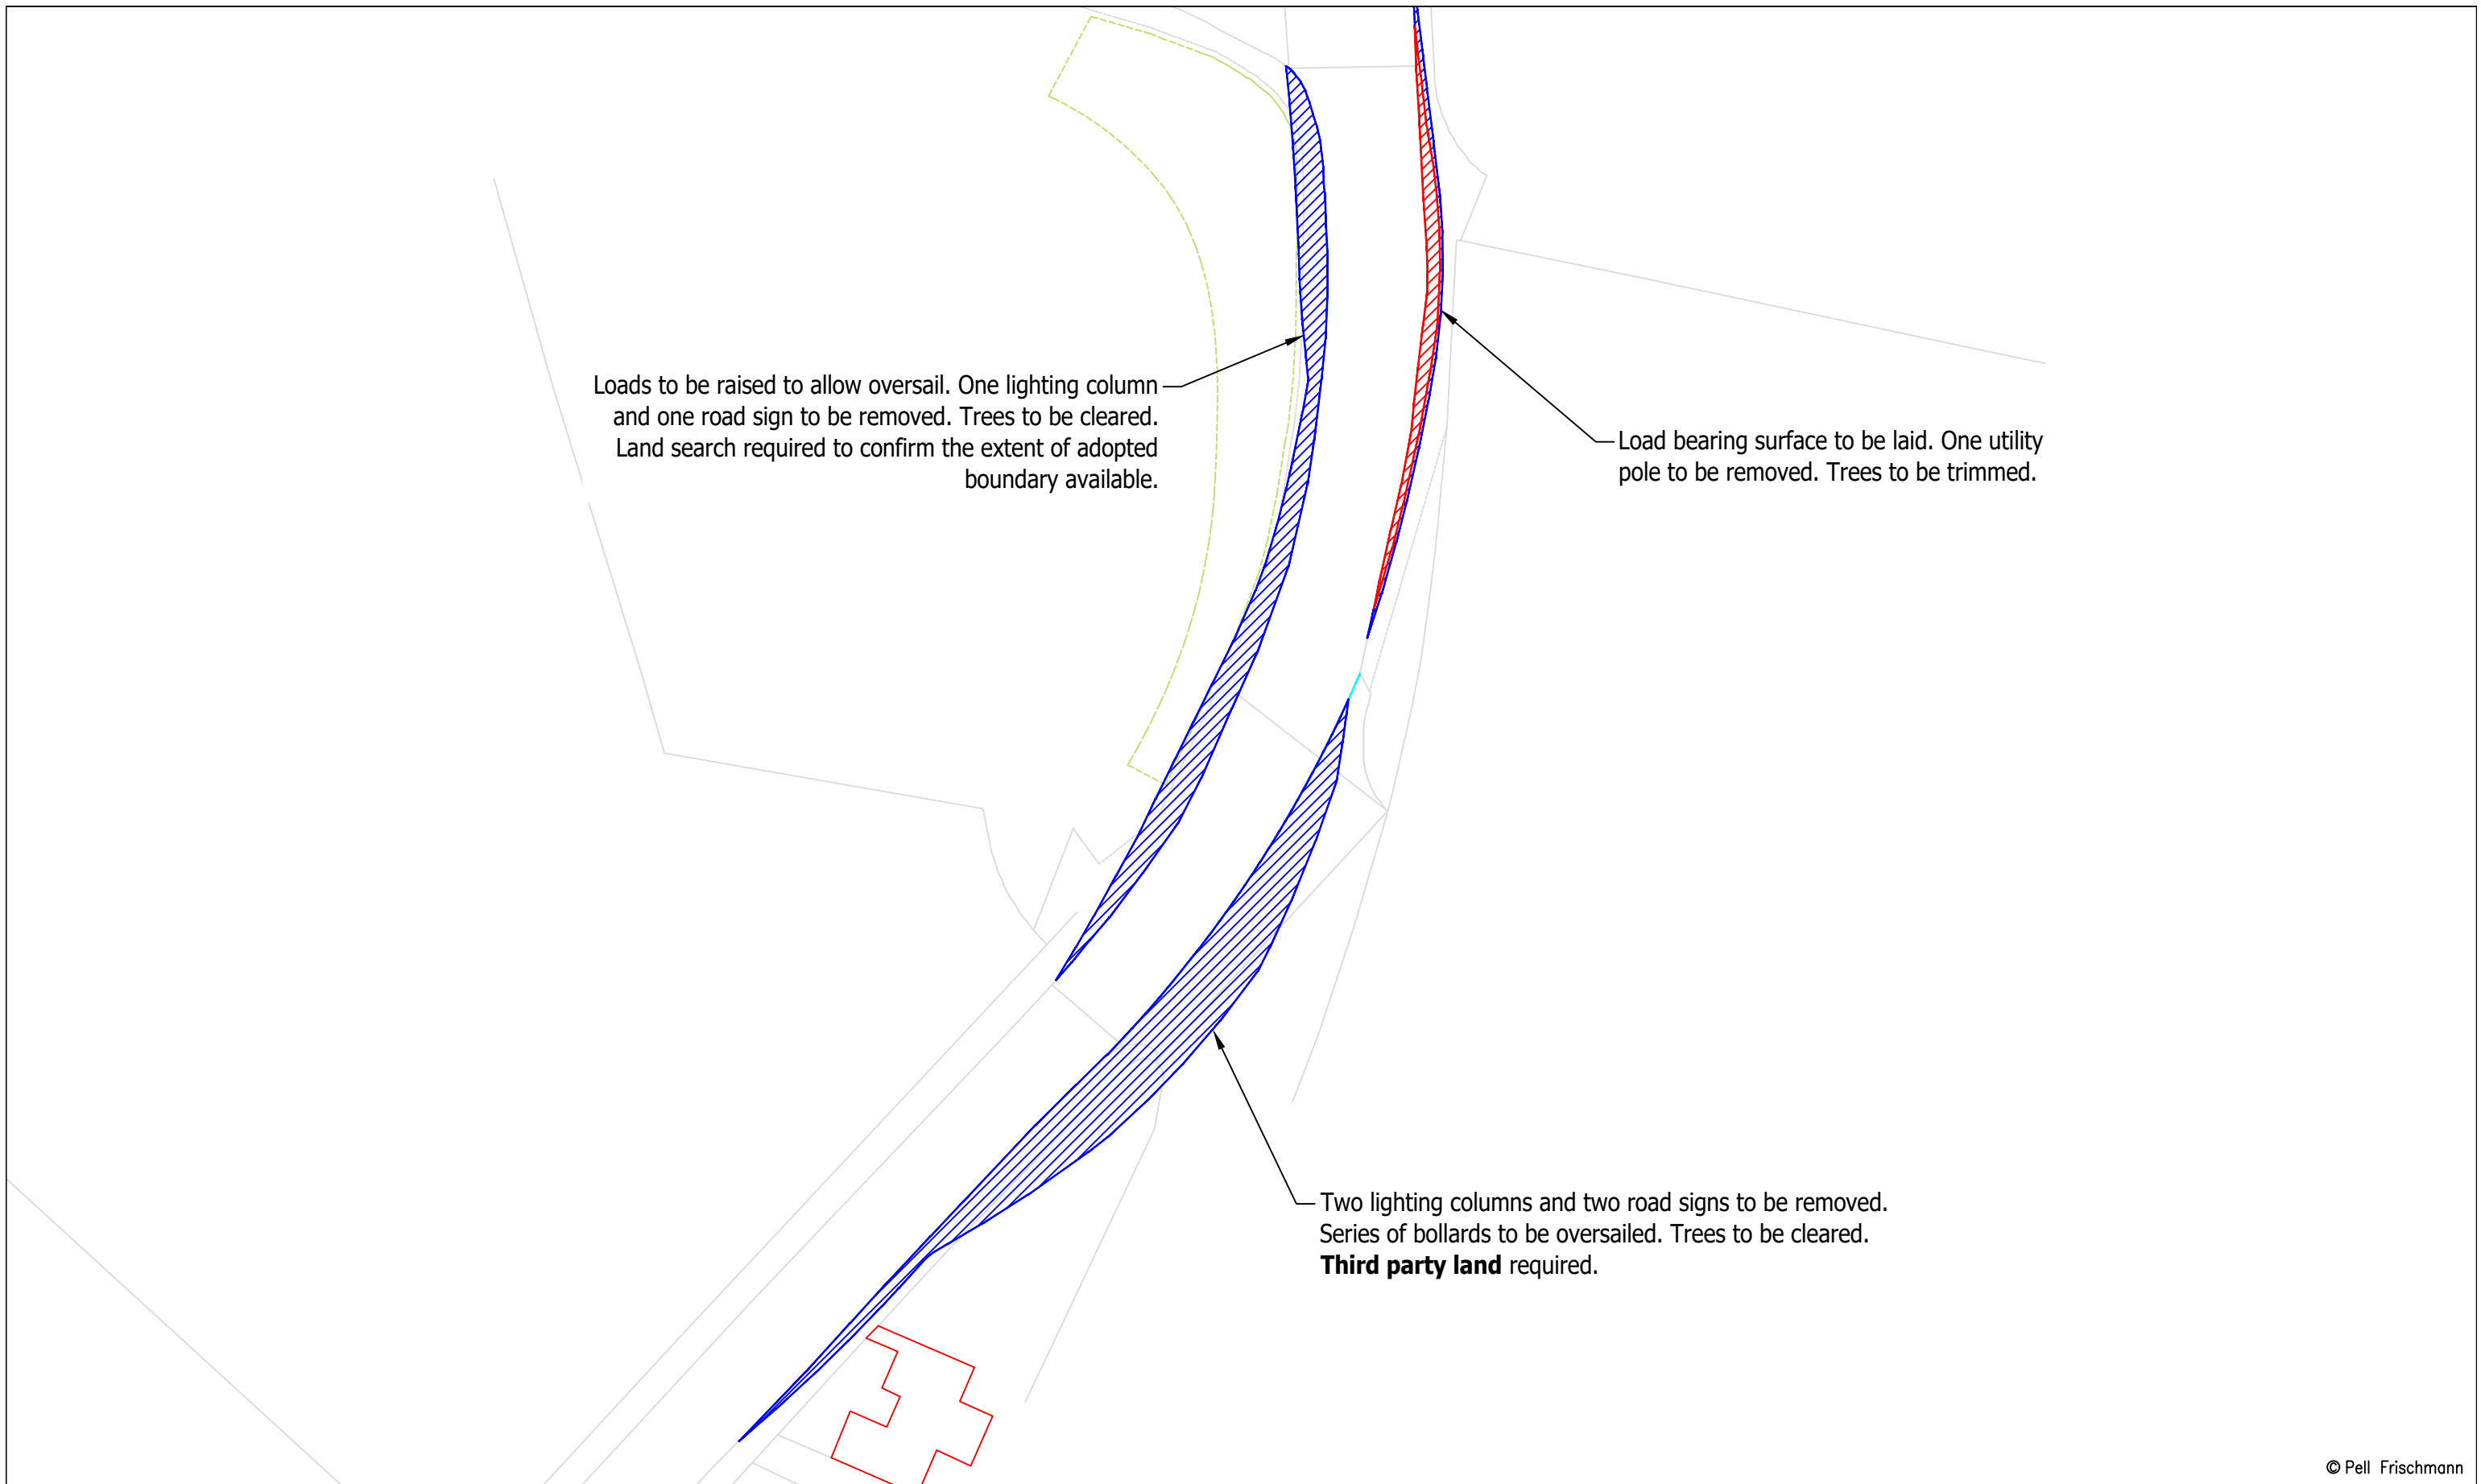 Loads to be raised to allow oversail. One lighting column
and one road sign to be removed. Trees to be cleared.
Land search required to confirm the extent of adopted
boundary available.
Load bearing surface to be laid. One utility
pole to be removed. Trees to be trimmed.
Two lighting columns and two road signs to be removed.
Series of bollards to be oversailed. Trees to be cleared.
Third party land required.
© Pell Frischmann